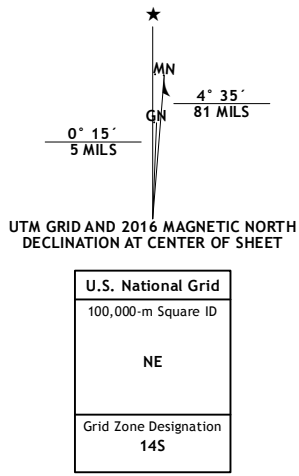 ★
MN
GN
4° 35´
81 MILS
0° 15´
5 MILS
UTM GRID AND 2016 MAGNETIC NORTH
DECLINATION AT CENTER OF SHEET
U.S. National Grid
100,000-m Square ID
NE
Grid Zone Designation
14S